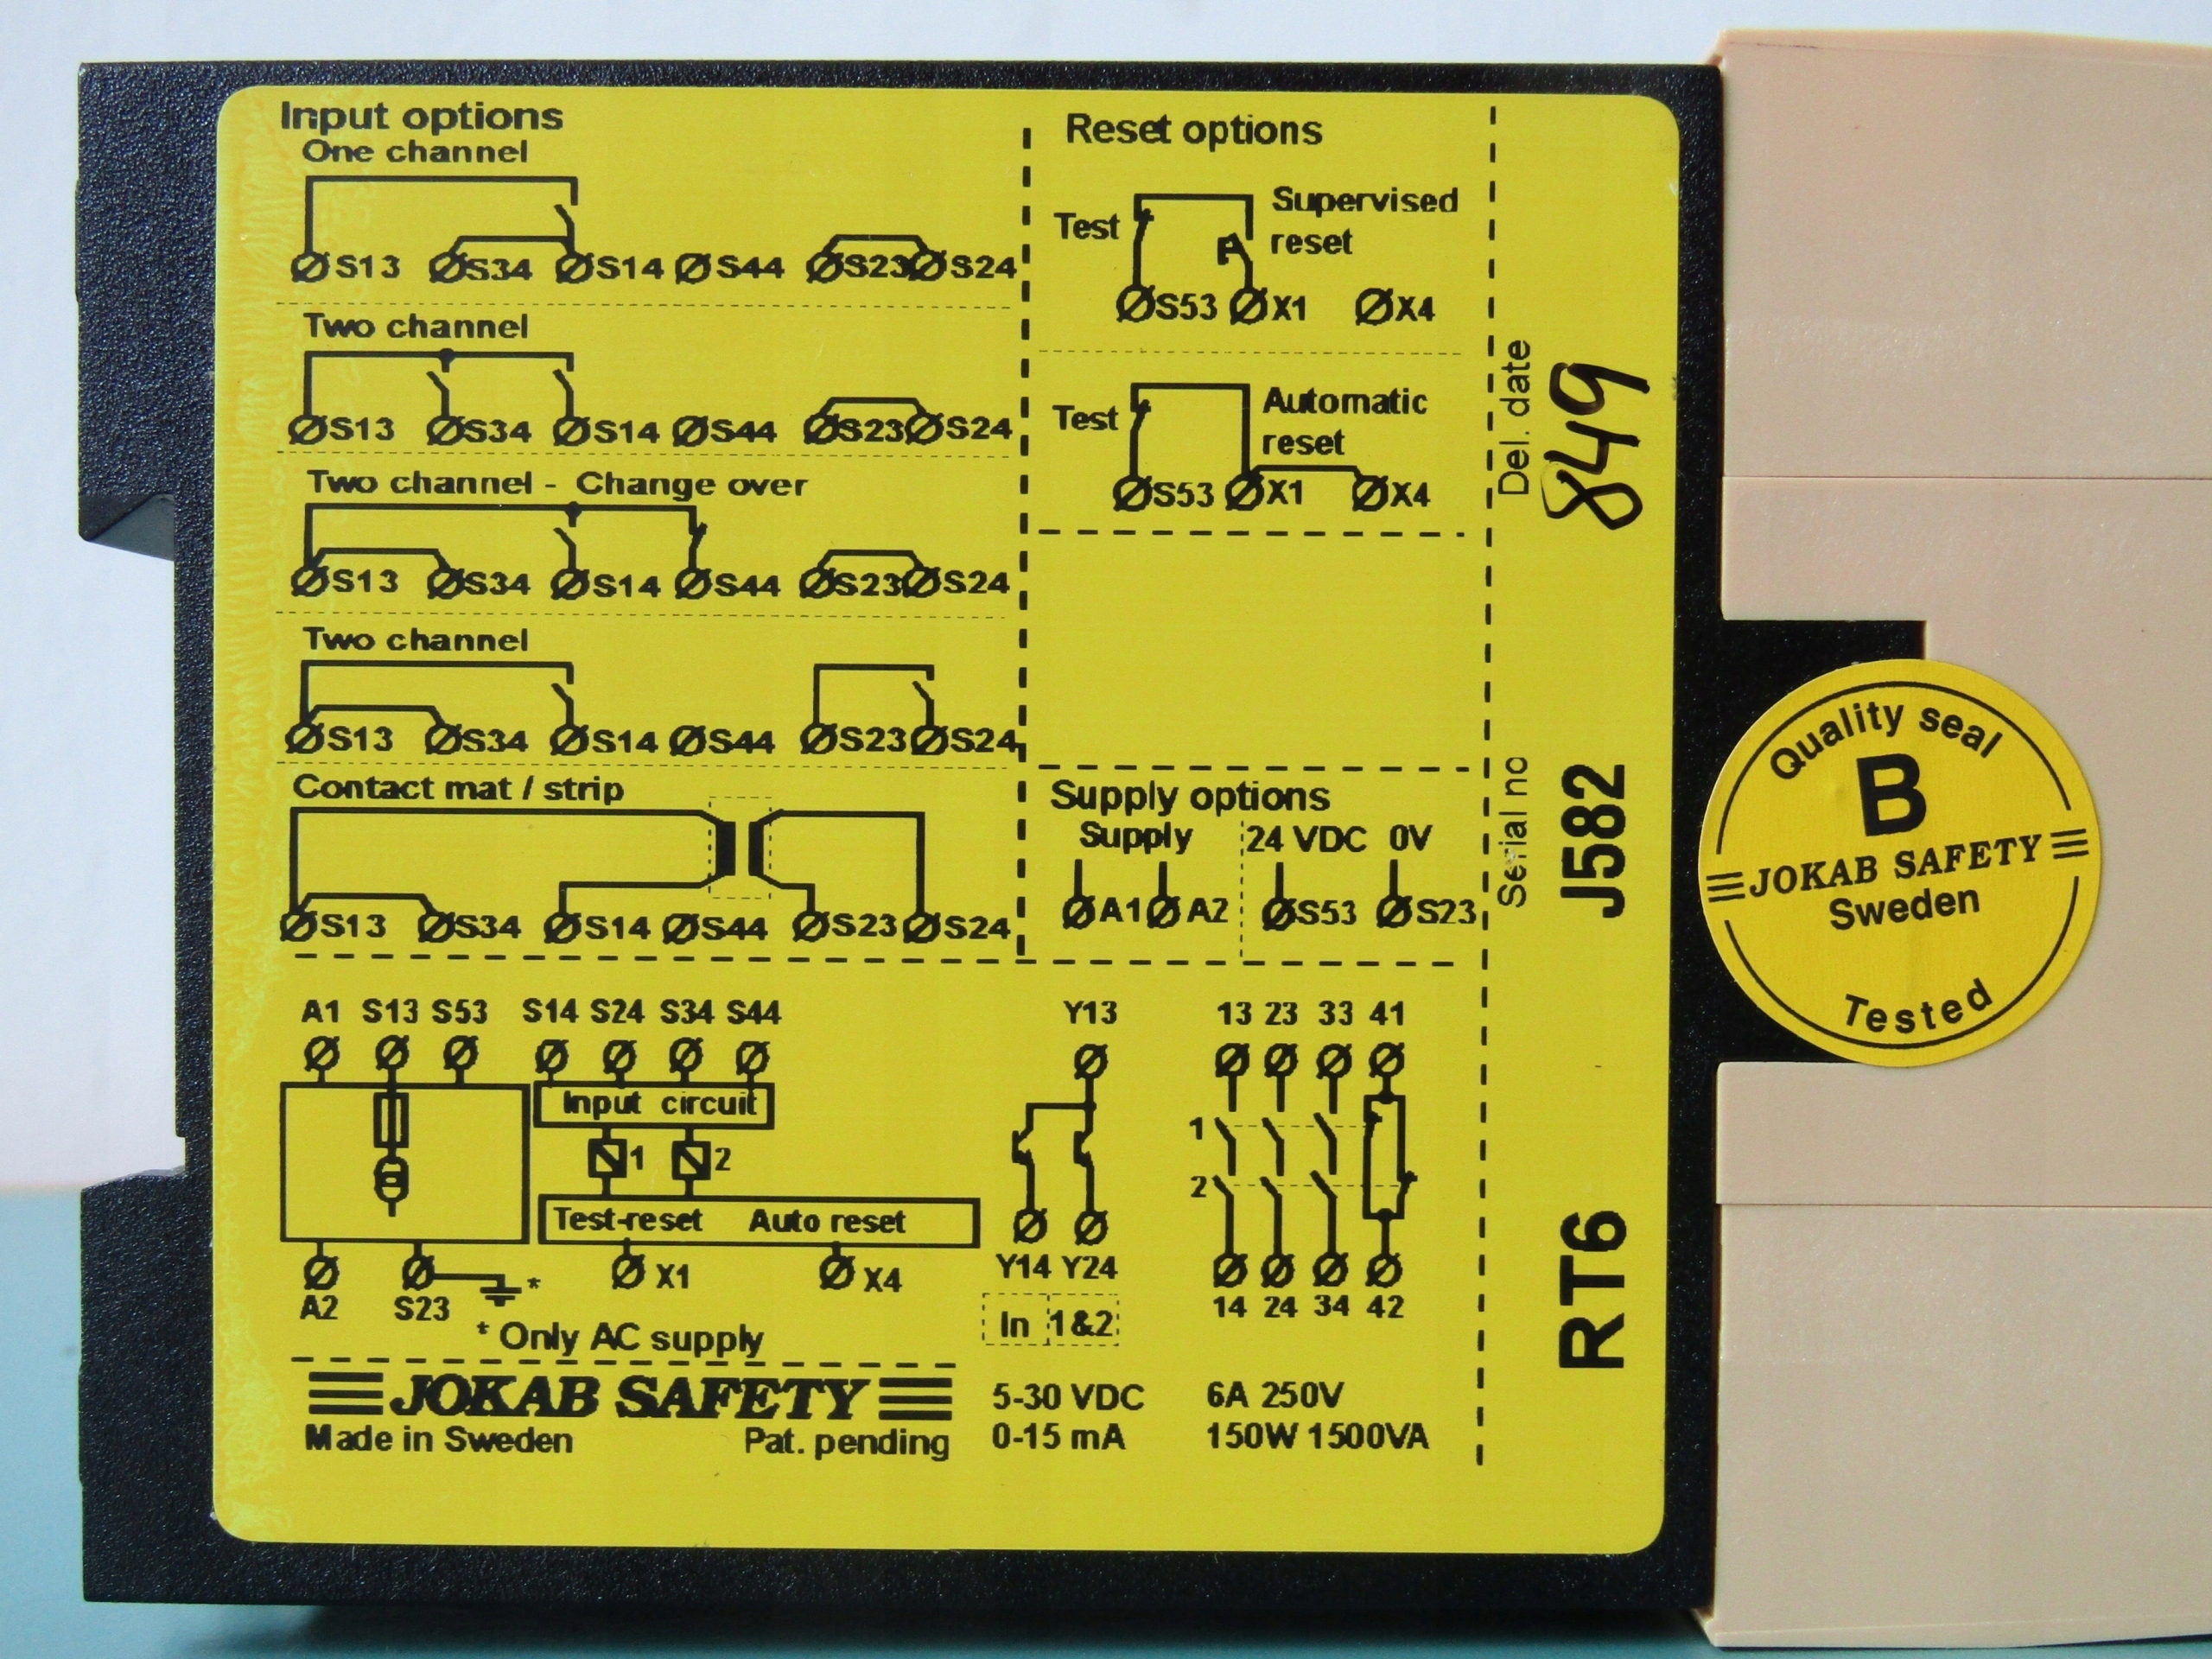 Input options
One channel
S13 S34 S14 S44 S23 S24
Two channel
S13 S34 S14 S44 S23 S24
Two channel - Change over
S13 S34 S14 S44 S23 S24
Two channel
S13 S34 S14 S44 S23 S24
Contact mat / strip
S13 S34 S14 S44 S23 S24
Reset options
Supervised
Test
reset
S53 X1 X4
Automatic
Test
reset
S53 X1 X4
Supply options
Supply 24 VDC 0V
A1 A2 S53 S23
A1 S13 S53 S14 S24 S34 S44 Y13 13 23 33 41
Input circuit
1 2
1
2
Test-reset Auto reset
X1 X4
A2 S23 *
Y14 Y24
In 1&2
14 24 34 42
* Only AC supply
JOKAB SAFETY
Made in Sweden Pat. pending
5-30 VDC
0-15 mA
6A 250V
150W 1500VA
Del. date
849
Serial no
J582
RT6
Quality seal
B
JOKAB SAFETY
Sweden
Tested